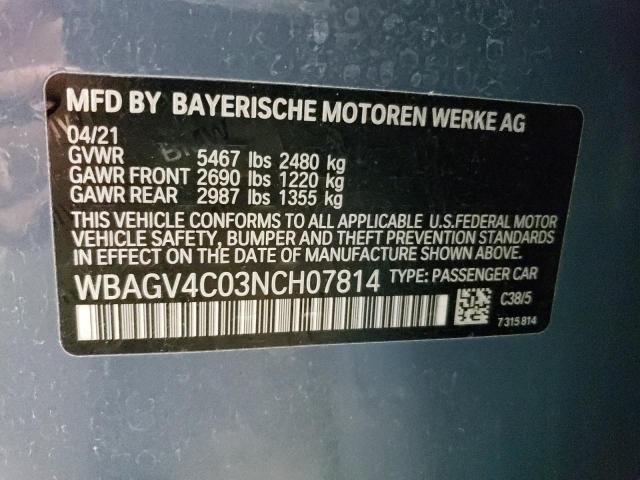 MFD BY BAYERISCHE MOTOREN WERKE AG
04/21
GVWR 5467 lbs 2480 kg
GAWR FRONT 2690 lbs 1220 kg
GAWR REAR 2987 lbs 1355 kg
THIS VEHICLE CONFORMS TO ALL APPLICABLE U.S.FEDERAL MOTOR
VEHICLE SAFETY, BUMPER AND THEFT PREVENTION STANDARDS
IN EFFECT ON THE DATE OF MANUFACTURE SHOWN ABOVE.
WBAGV4C03NCH07814 TYPE: PASSENGER CAR
C38/5
7315814